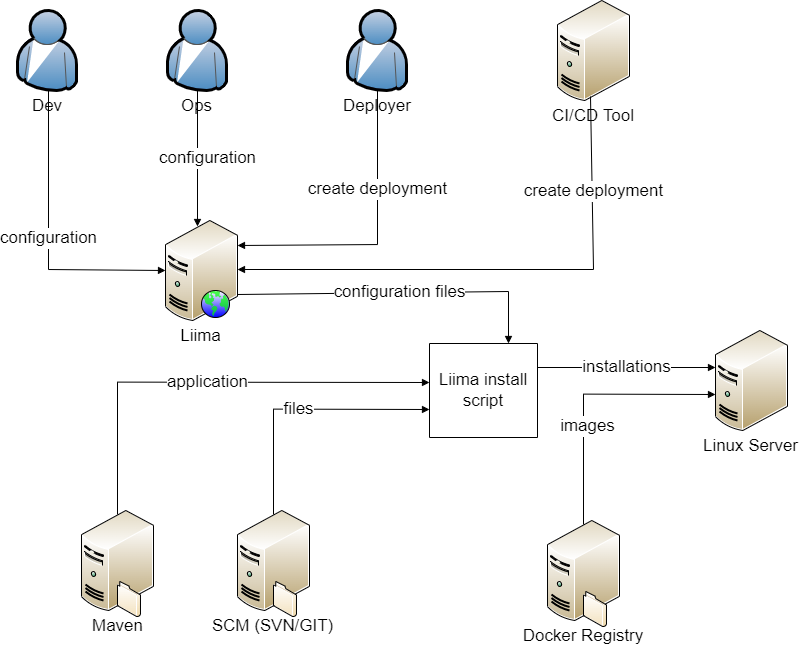 Dev
Ops
Deployer
CI/CD Tool
configuration
create deployment
create deployment
configuration
configuration files
Liima
Liima install
script
installations
application
files
images
Linux Server
Maven
SCM (SVN/GIT)
Docker Registry